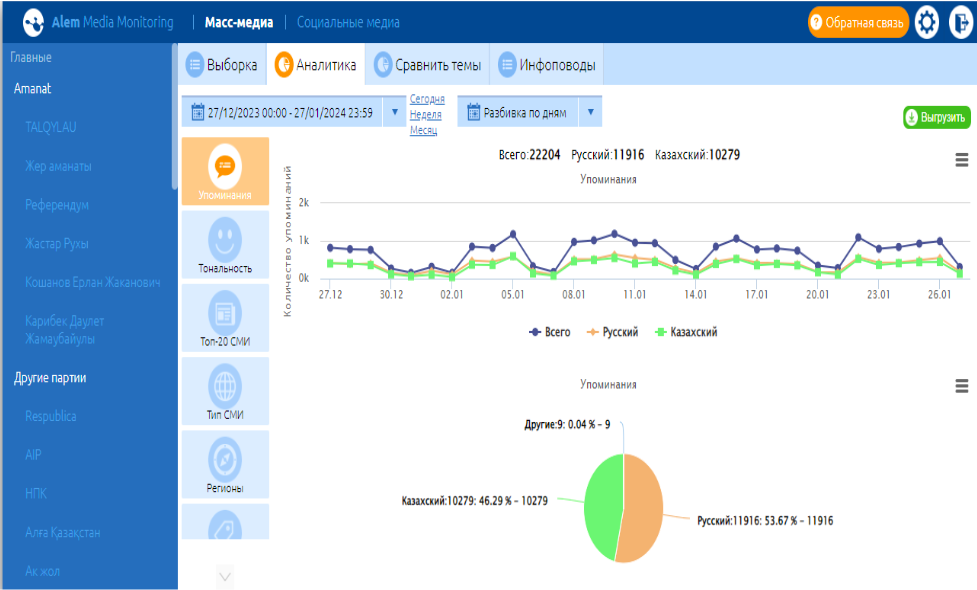 Alem Media Monitoring | Масс-медиа | Социальные медиа
Обратная связь
Главные
Amanat
TALQYLAU
Жер аманаты
Референдум
Жастар Рухы
Кошанов Ерлан Жаканович
Карибек Даулет
Жамаубайулы
Другие партии
Respublica
AIP
НПК
Алға Қазақстан
Ак жол
Выборка
Аналитика
Сравнить темы
Инфоповоды
27/12/2023 00:00 - 27/01/2024 23:59
Сегодня
Неделя
Месяц
Разбивка по дням
Выгрузить
Упоминания
Тональность
Топ-20 СМИ
Тип СМИ
Регионы
Всего:22204 Русский:11916 Казахский:10279
Упоминания
Количество упоминаний
2k
1k
0k
27.12 30.12 02.01 05.01 08.01 11.01 14.01 17.01 20.01 23.01 26.01
Всего Русский Казахский
Упоминания
Другие:9: 0.04 % – 9
Казахский:10279: 46.29 % – 10279
Русский:11916: 53.67 % – 11916